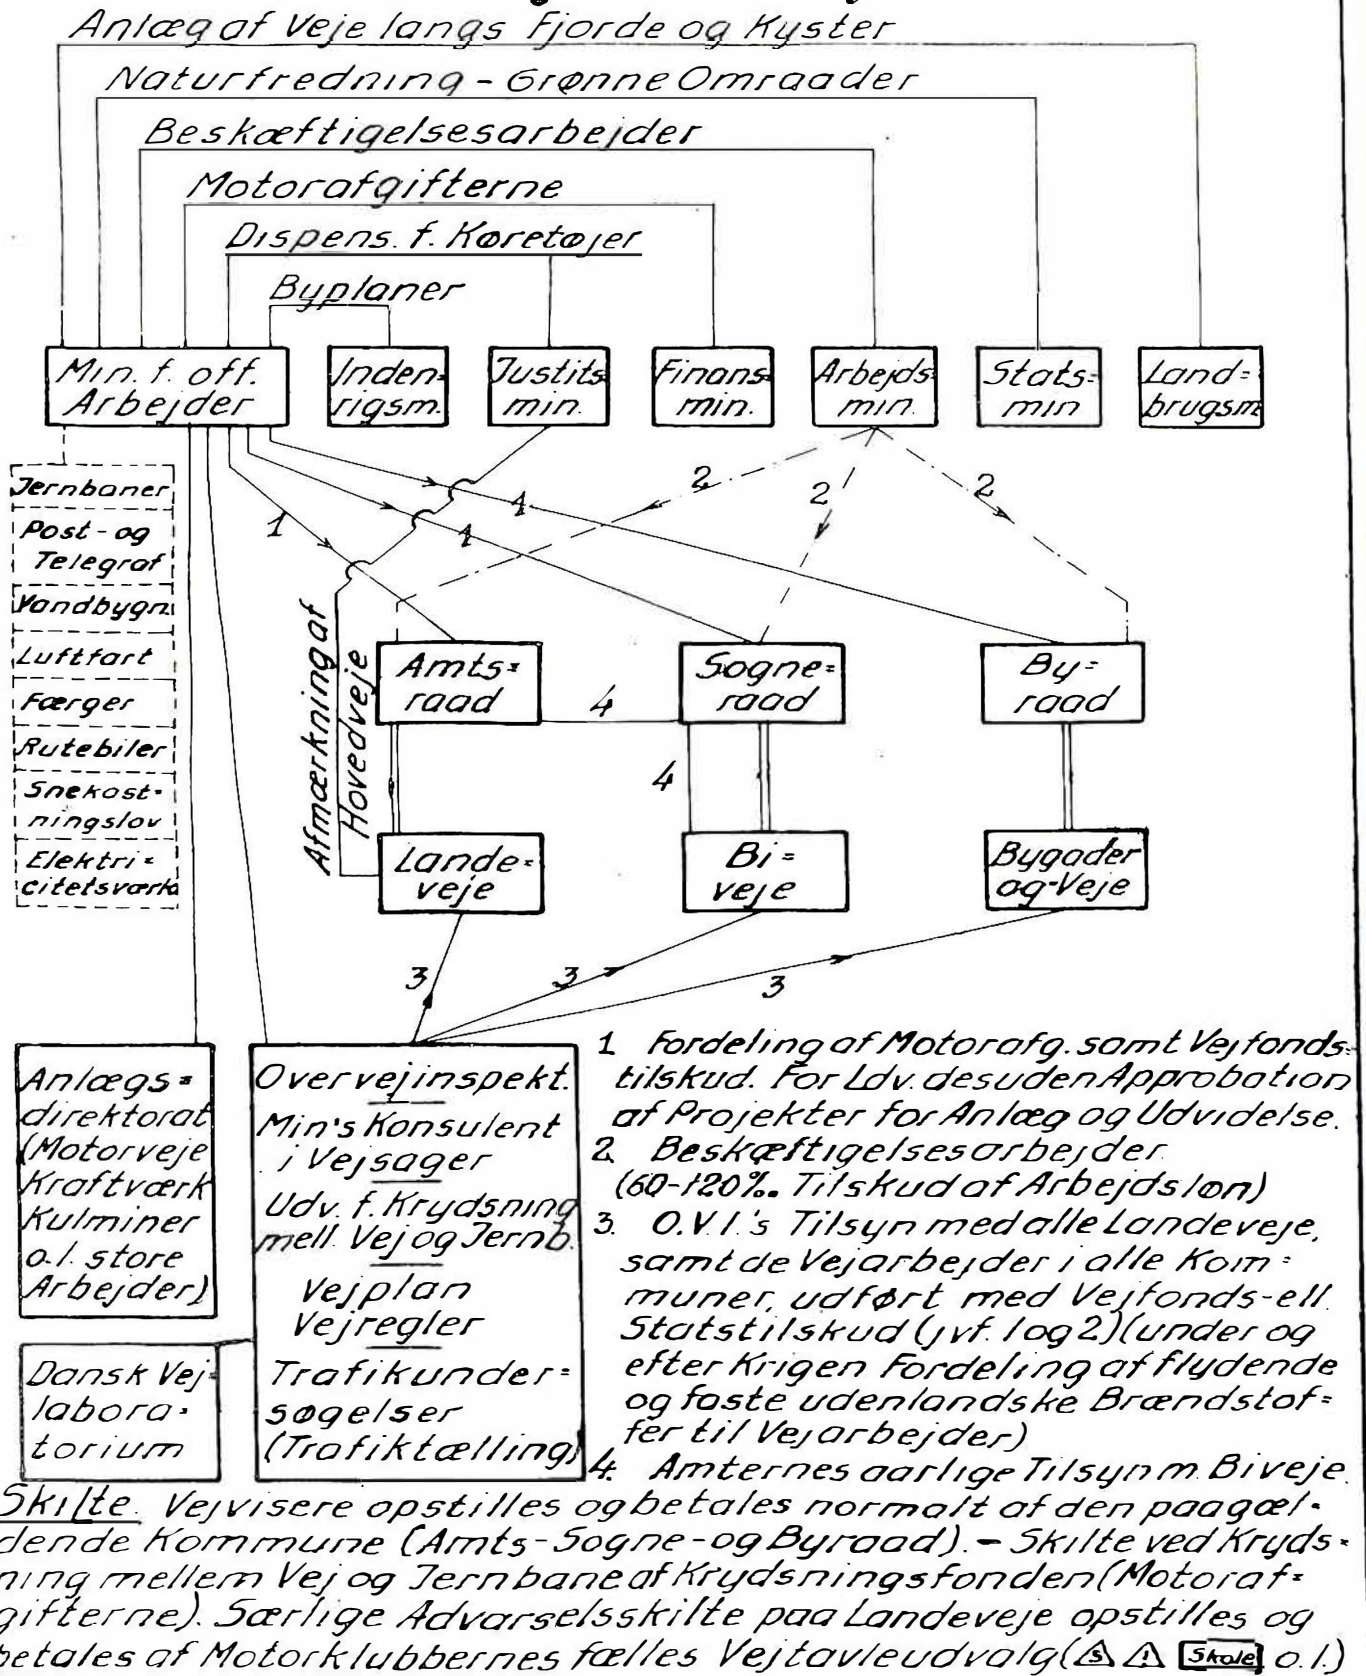 Anlæg af Veje langs Fjorde og Kyster
Naturfredning - Grønne Omraader
Beskæftigelsesarbejder
Motorafgifterne
Dispens. f. Køretøjer
Byplaner
Min. f. off.
Arbejder
Inden-
rigsm.
Justits
min.
Finans-
min.
Arbejds-
min.
Stats=
min
Land=
brugsm
Jernbaner
Post- og
Telegraf
Vandbygn.
Luftfart
Færger
Rutebiler
Snekast-
ningslov
Elektri=
citetsværk
1
1
1
2
2
2
Afmærkning af
Hovedveje
Amts=
raad
4
Sogne=
raad
By=
raad
4
Lande=
veje
Bi=
veje
Bygader
og-Veje
3
3
3
Anlægs=
direktorat
(Motorveje
Kraftværk
Kulminer
o.l. store
Arbejder)
Dansk Vej-
labora-
torium
Overvejinspekt.
Min's Konsulent
i Vejsager
Udv. f. Krydsning
mell. Vej og Jernb.
Vejplan
Vejregler
Trafikunder=
søgelser
(Trafiktælling)
1 Fordeling af Motorafg. samt Vejfonds=
tilskud. For Ldv. desuden Approbation
af Projekter for Anlæg og Udvidelse.
2. Beskæftigelsesarbejder
(60-120%. Tilskud af Arbejdsløn)
3. O.V.I.'s Tilsyn med alle Landeveje,
samt de Vejarbejder i alle Kom=
muner, udført med Vejfonds-ell.
Statstilskud (jvf. 1 og 2) (under og
efter Krigen Fordeling af flydende
og faste udenlandske Brændstof=
fer til Vejarbejder)
4. Amternes aarlige Tilsyn m. Biveje.
Skilte. Vejvisere opstilles og betales normalt af den paagæl-
dende Kommune (Amts-Sogne-og Byraad). - Skilte ved Kryds-
ning mellem Vej og Jernbane af Krydsningsfonden (Motoraf=
gifterne). Særlige Advarselsskilte paa Landeveje opstilles og
betales af Motorklubbernes fælles Vejtavleudvalg (S ! Skole o.l.)